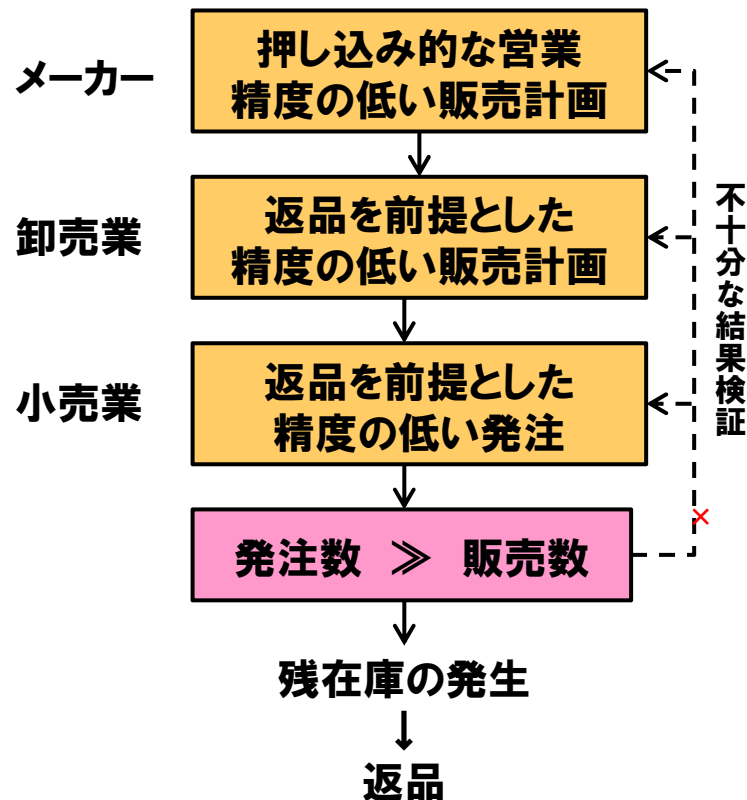 メーカー
押し込み的な営業
精度の低い販売計画
卸売業
返品を前提とした
精度の低い販売計画
小売業
返品を前提とした
精度の低い発注
発注数 ≫ 販売数
残在庫の発生
返品
不十分な結果検証